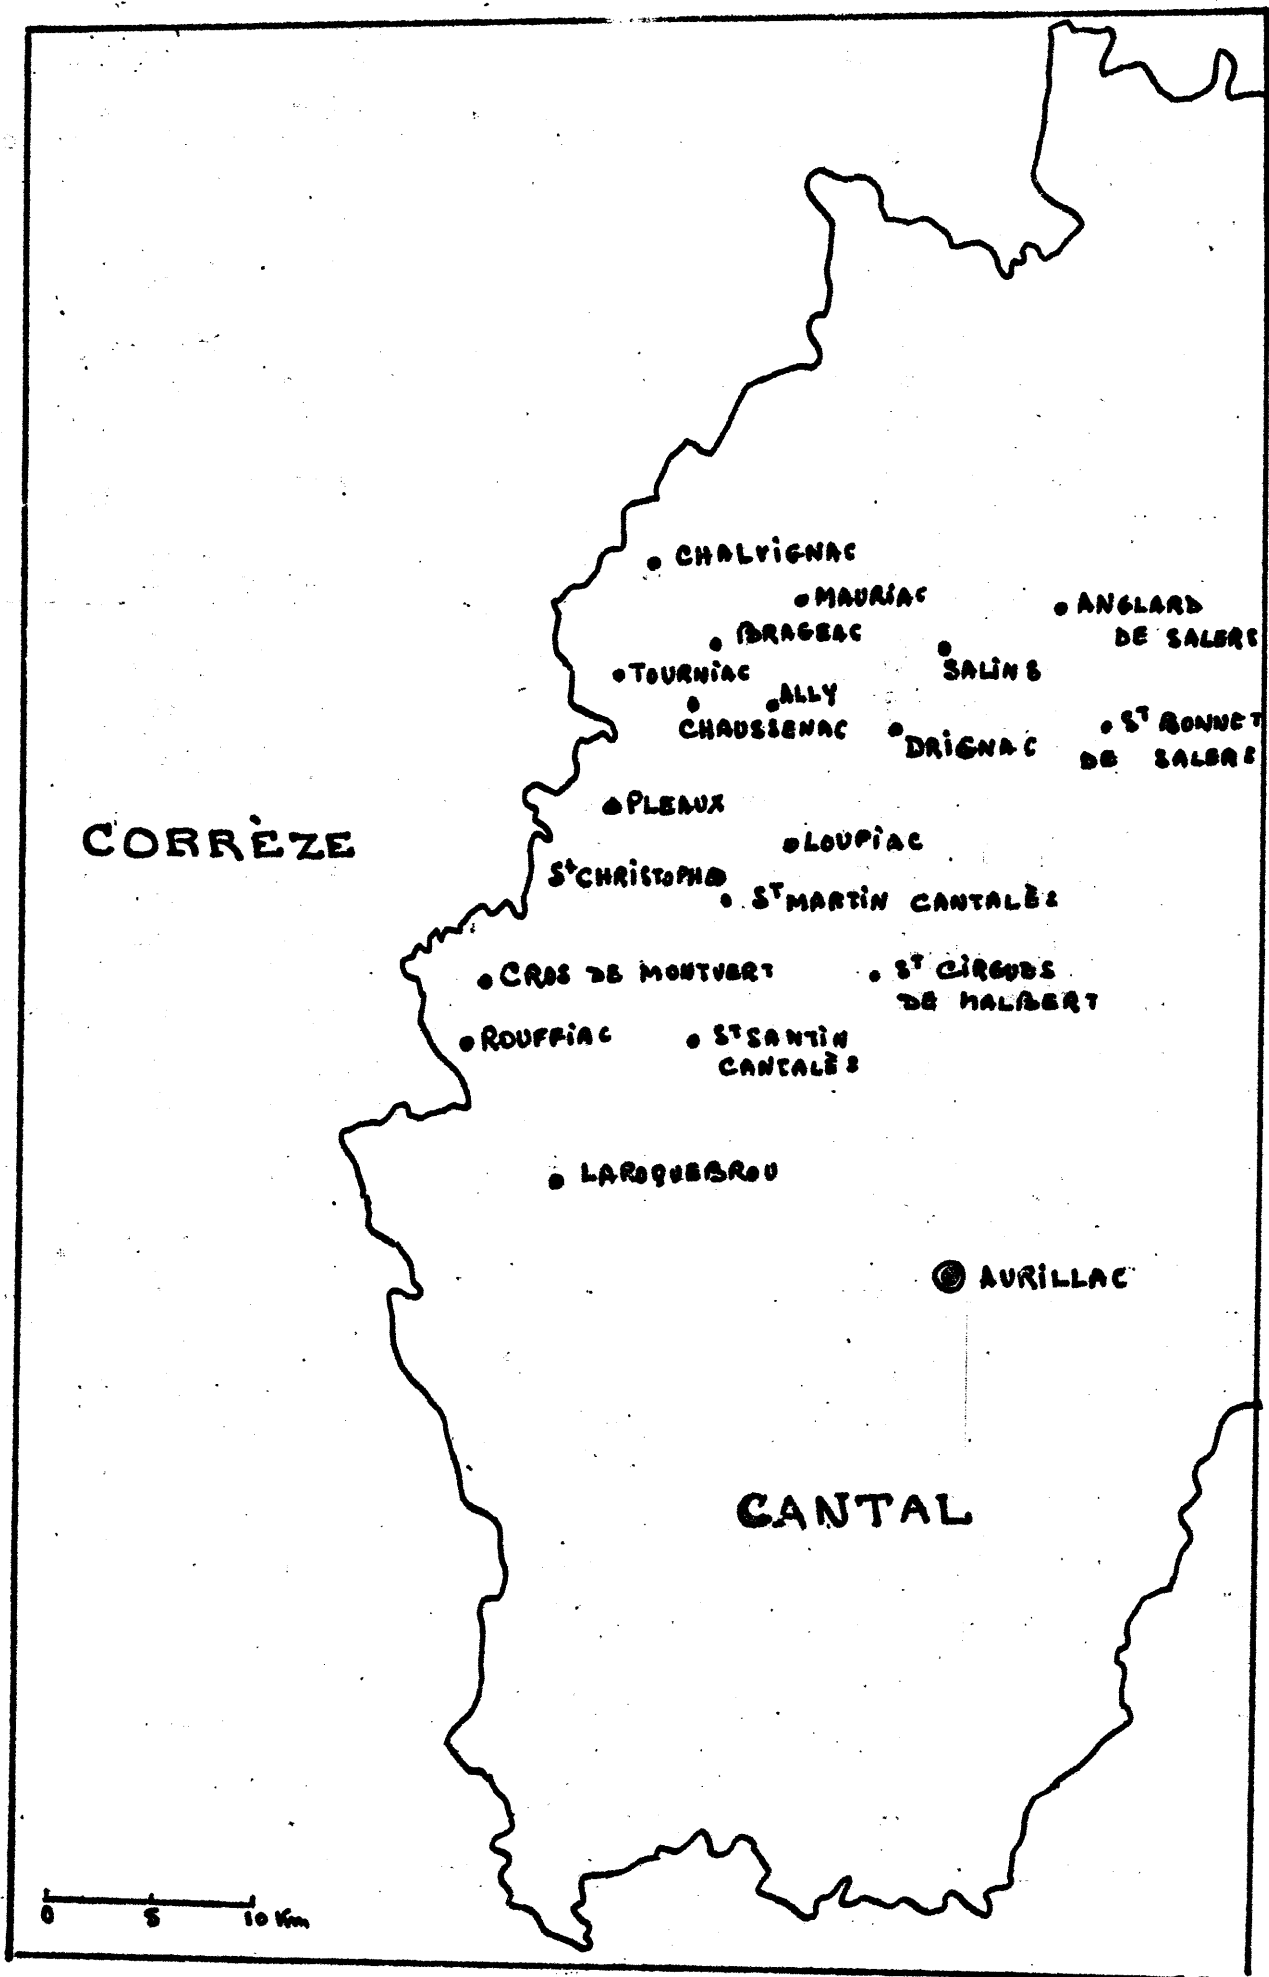 CHALVIGNAC
MAURIAC
ANGLARD
DE SALERS
BRAGEAC
SALINS
TOURNIAC
ALLY
CHAUSSENAC
DRIGNAC
ST BONNET
DE SALERS
PLEAUX
CORRÈZE
LOUPIAC
St CHRISTOPHE
ST MARTIN CANTALÈS
CROS DE MONTVERT
ST CIRGUES
DE MALBERT
ROUFFIAC
ST SANTIN
CANTALÈS
LAROQUEBROU
AURILLAC
CANTAL
0 5 10 Km